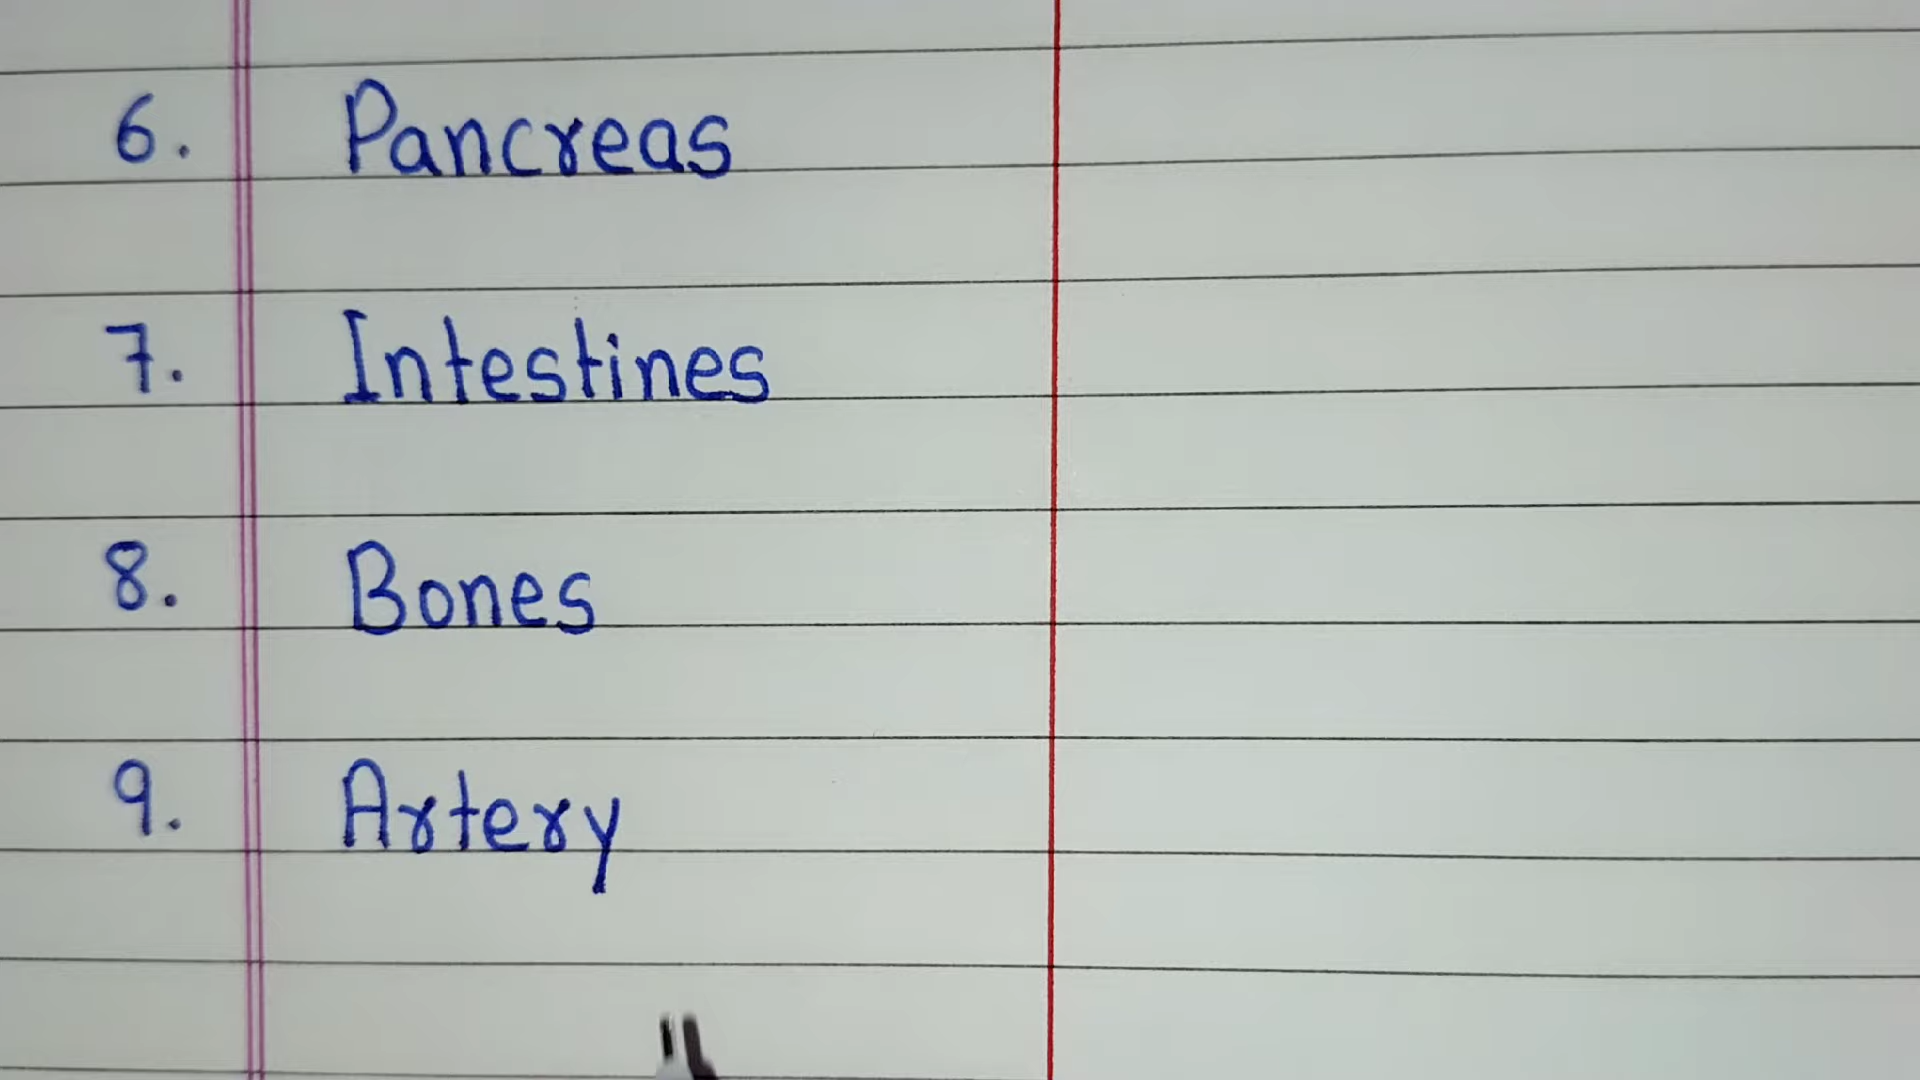 6. Pancreas
7. Intestines
8. Bones
9. Artery